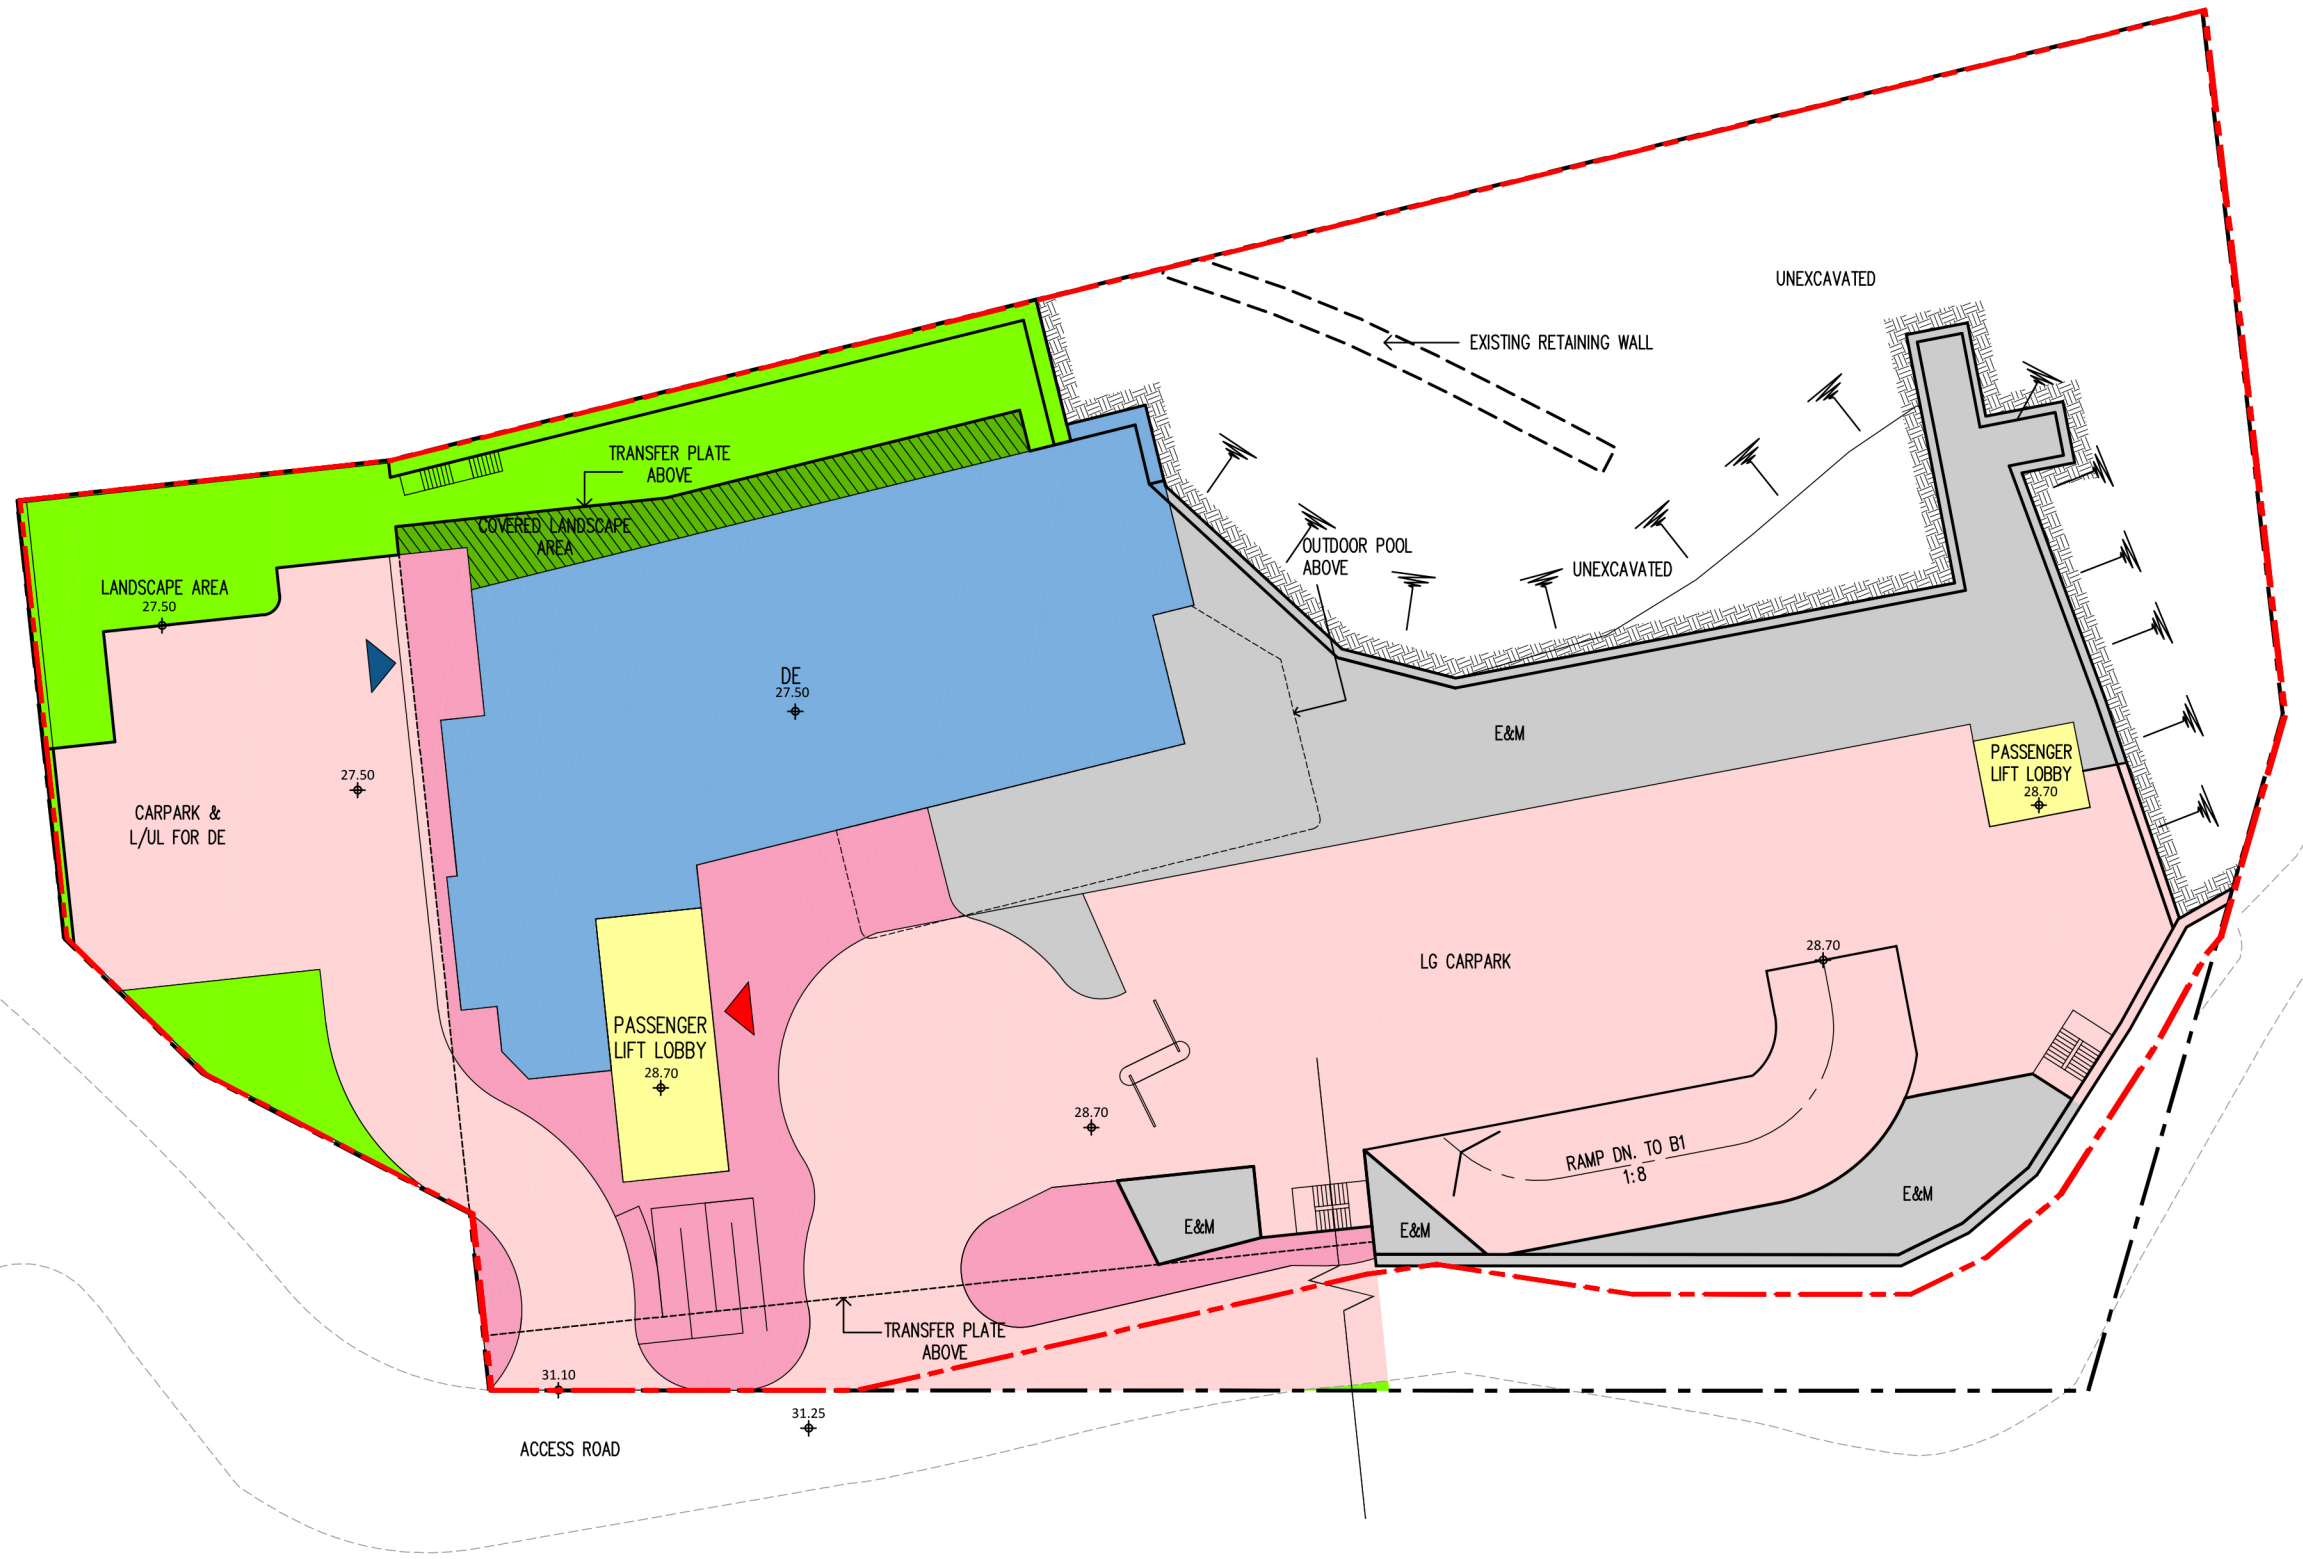 UNEXCAVATED
EXISTING RETAINING WALL
TRANSFER PLATE
ABOVE
COVERED LANDSCAPE
AREA
OUTDOOR POOL
ABOVE
UNEXCAVATED
LANDSCAPE AREA
27.50
DE
27.50
E&M
PASSENGER
LIFT LOBBY
28.70
27.50
CARPARK &
L/UL FOR DE
28.70
LG CARPARK
PASSENGER
LIFT LOBBY
28.70
28.70
RAMP DN. TO B1
1:8
E&M
E&M
E&M
TRANSFER PLATE
ABOVE
31.10
31.25
ACCESS ROAD